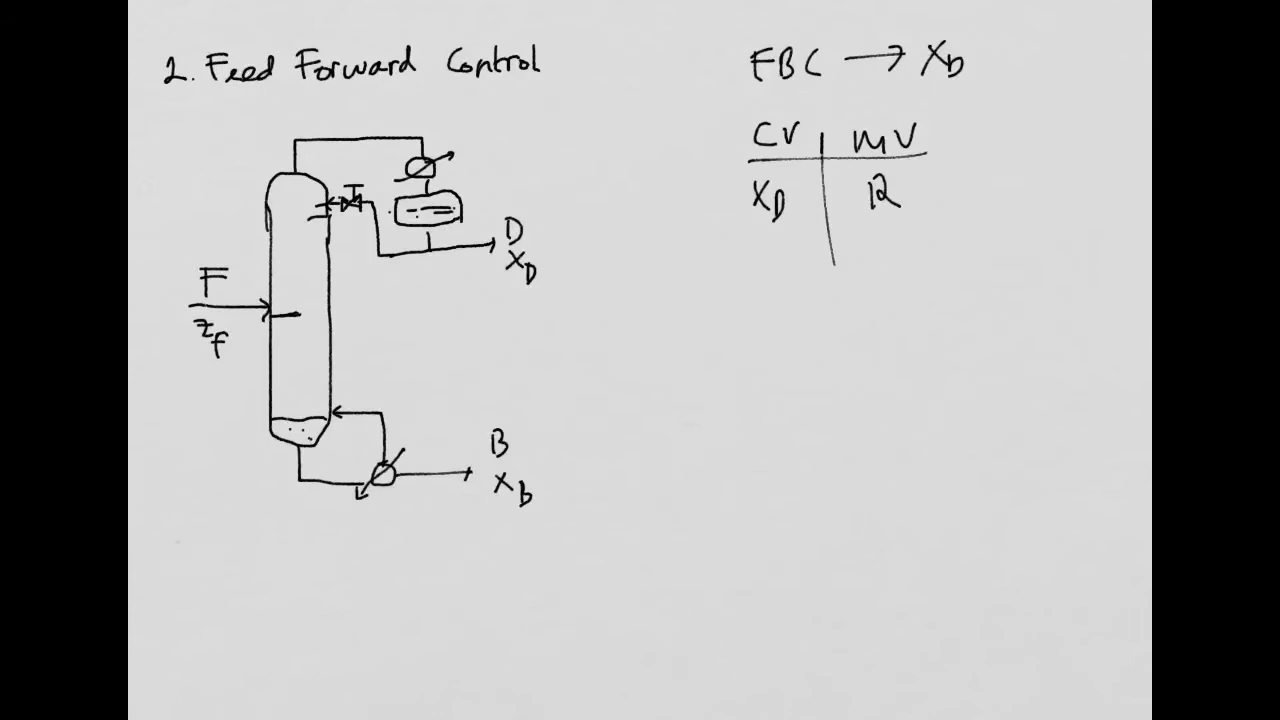 2. Feed Forward Control
FBC → XD
CV | MV
XD | R
D
XD
F
zf
B
XB